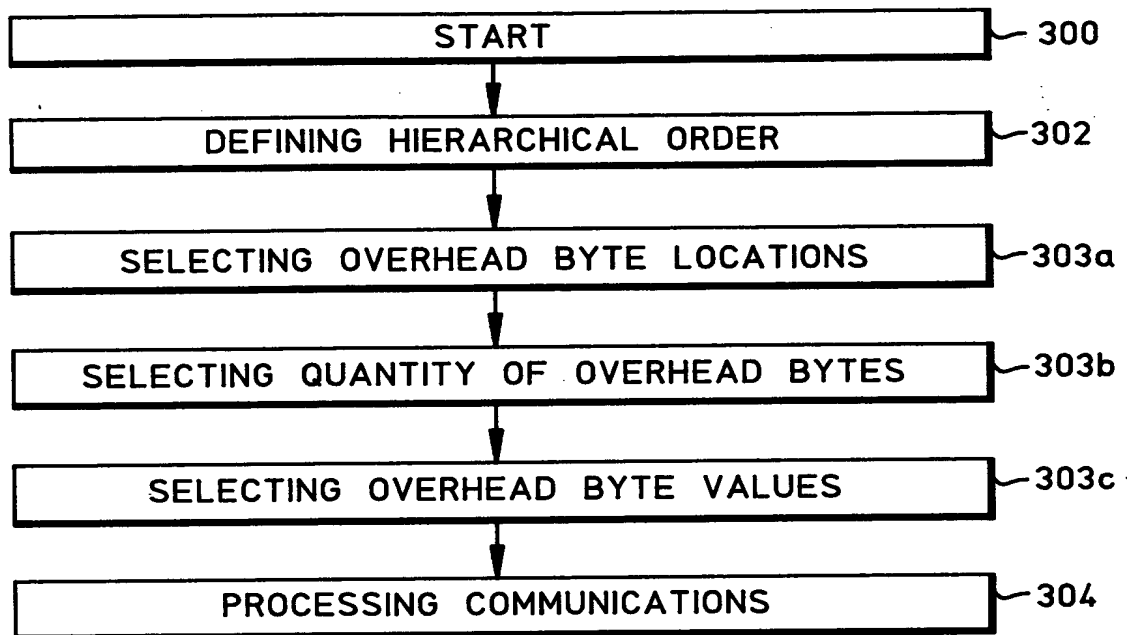 START 300
DEFINING HIERARCHICAL ORDER 302
SELECTING OVERHEAD BYTE LOCATIONS 303a
SELECTING QUANTITY OF OVERHEAD BYTES 303b
SELECTING OVERHEAD BYTE VALUES 303c
PROCESSING COMMUNICATIONS 304